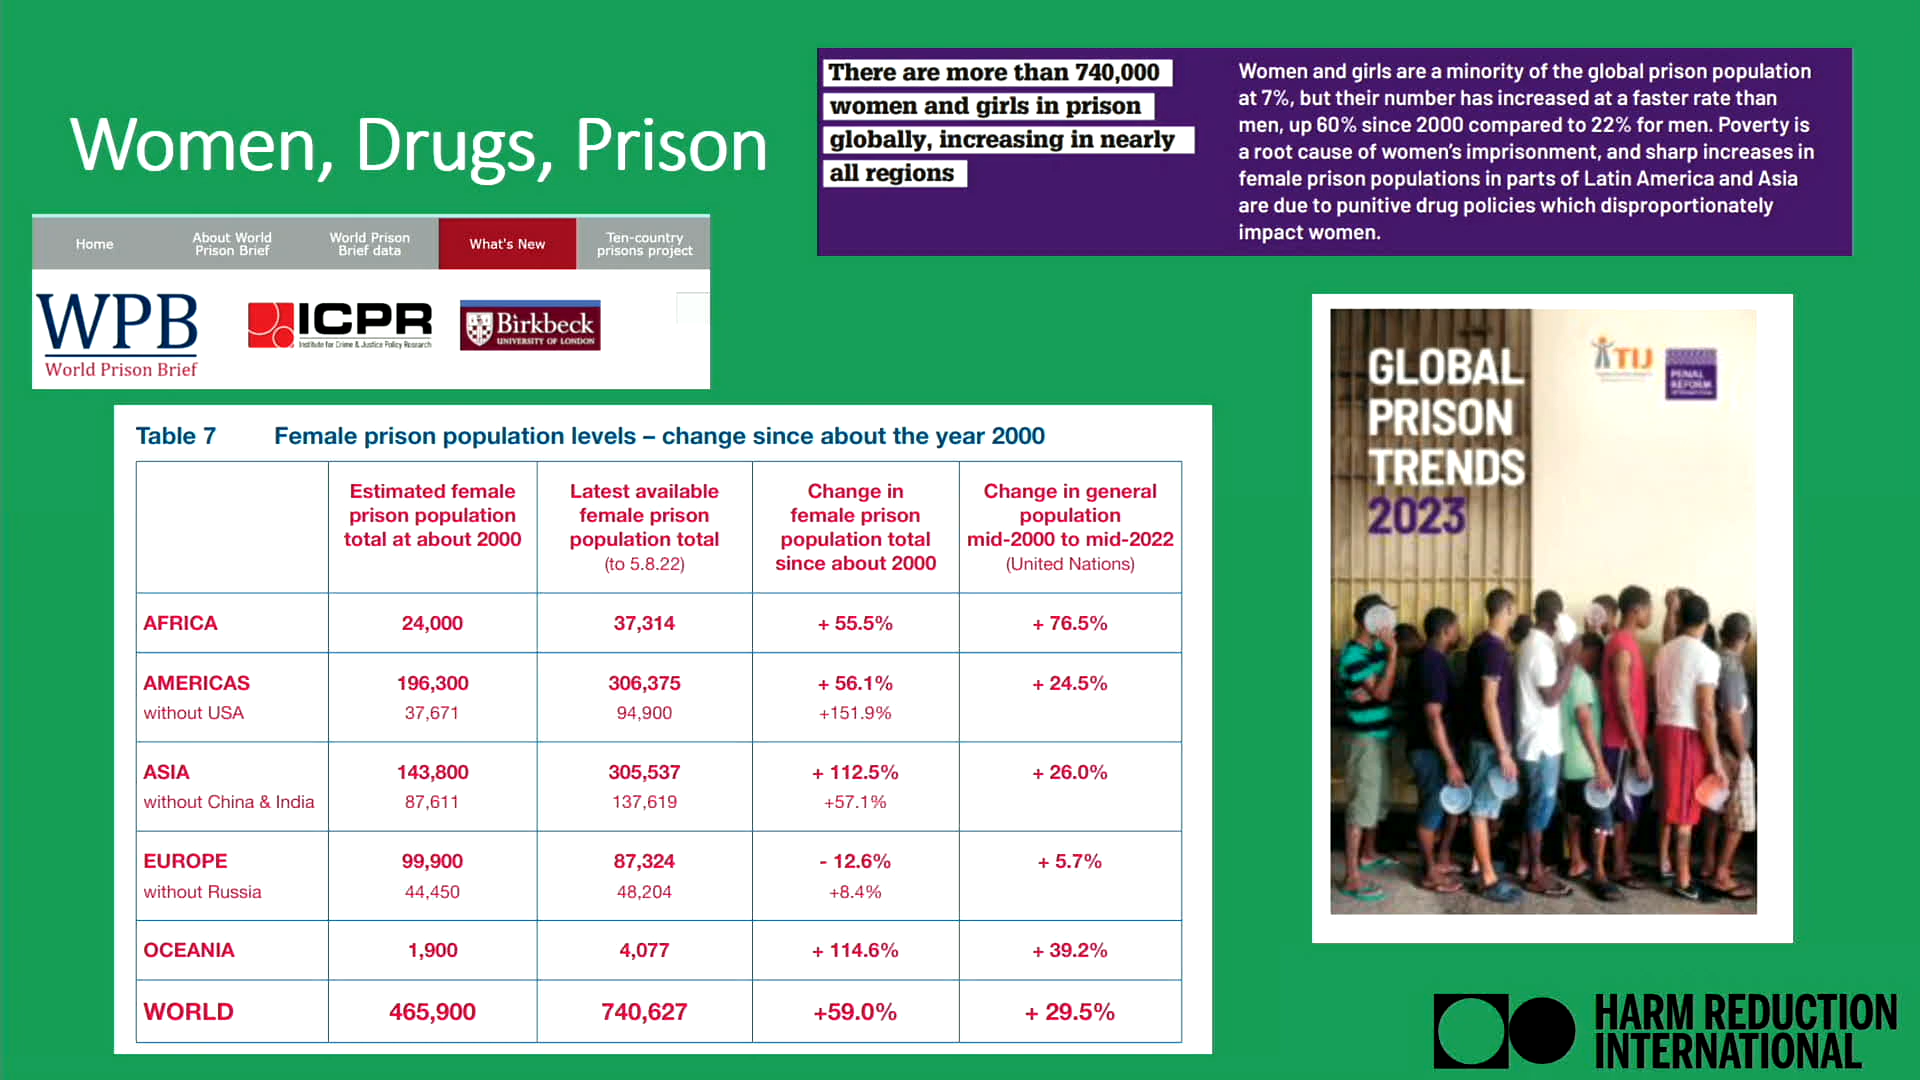 Women, Drugs, Prison
There are more than 740,000
women and girls in prison
globally, increasing in nearly
all regions
Women and girls are a minority of the global prison population
at 7%, but their number has increased at a faster rate than
men, up 60% since 2000 compared to 22% for men. Poverty is
a root cause of women's imprisonment, and sharp increases in
female prison populations in parts of Latin America and Asia
are due to punitive drug policies which disproportionately
impact women.
Home
About World
Prison Brief
World Prison
Brief data
What's New
Ten-country
prisons project
WPB
World Prison Brief
ICPR
Institute for Crime & Justice Policy Research
Birkbeck
UNIVERSITY OF LONDON
Table 7 Female prison population levels – change since about the year 2000
Estimated female
prison population
total at about 2000
Latest available
female prison
population total
(to 5.8.22)
Change in
female prison
population total
since about 2000
Change in general
population
mid-2000 to mid-2022
(United Nations)
AFRICA 24,000 37,314 + 55.5% + 76.5%
AMERICAS 196,300 306,375 + 56.1% + 24.5%
without USA 37,671 94,900 +151.9%
ASIA 143,800 305,537 + 112.5% + 26.0%
without China & India 87,611 137,619 +57.1%
EUROPE 99,900 87,324 - 12.6% + 5.7%
without Russia 44,450 48,204 +8.4%
OCEANIA 1,900 4,077 + 114.6% + 39.2%
WORLD 465,900 740,627 +59.0% + 29.5%
GLOBAL
PRISON
TRENDS
2023
TIJ
PENAL
REFORM
HARM REDUCTION
INTERNATIONAL